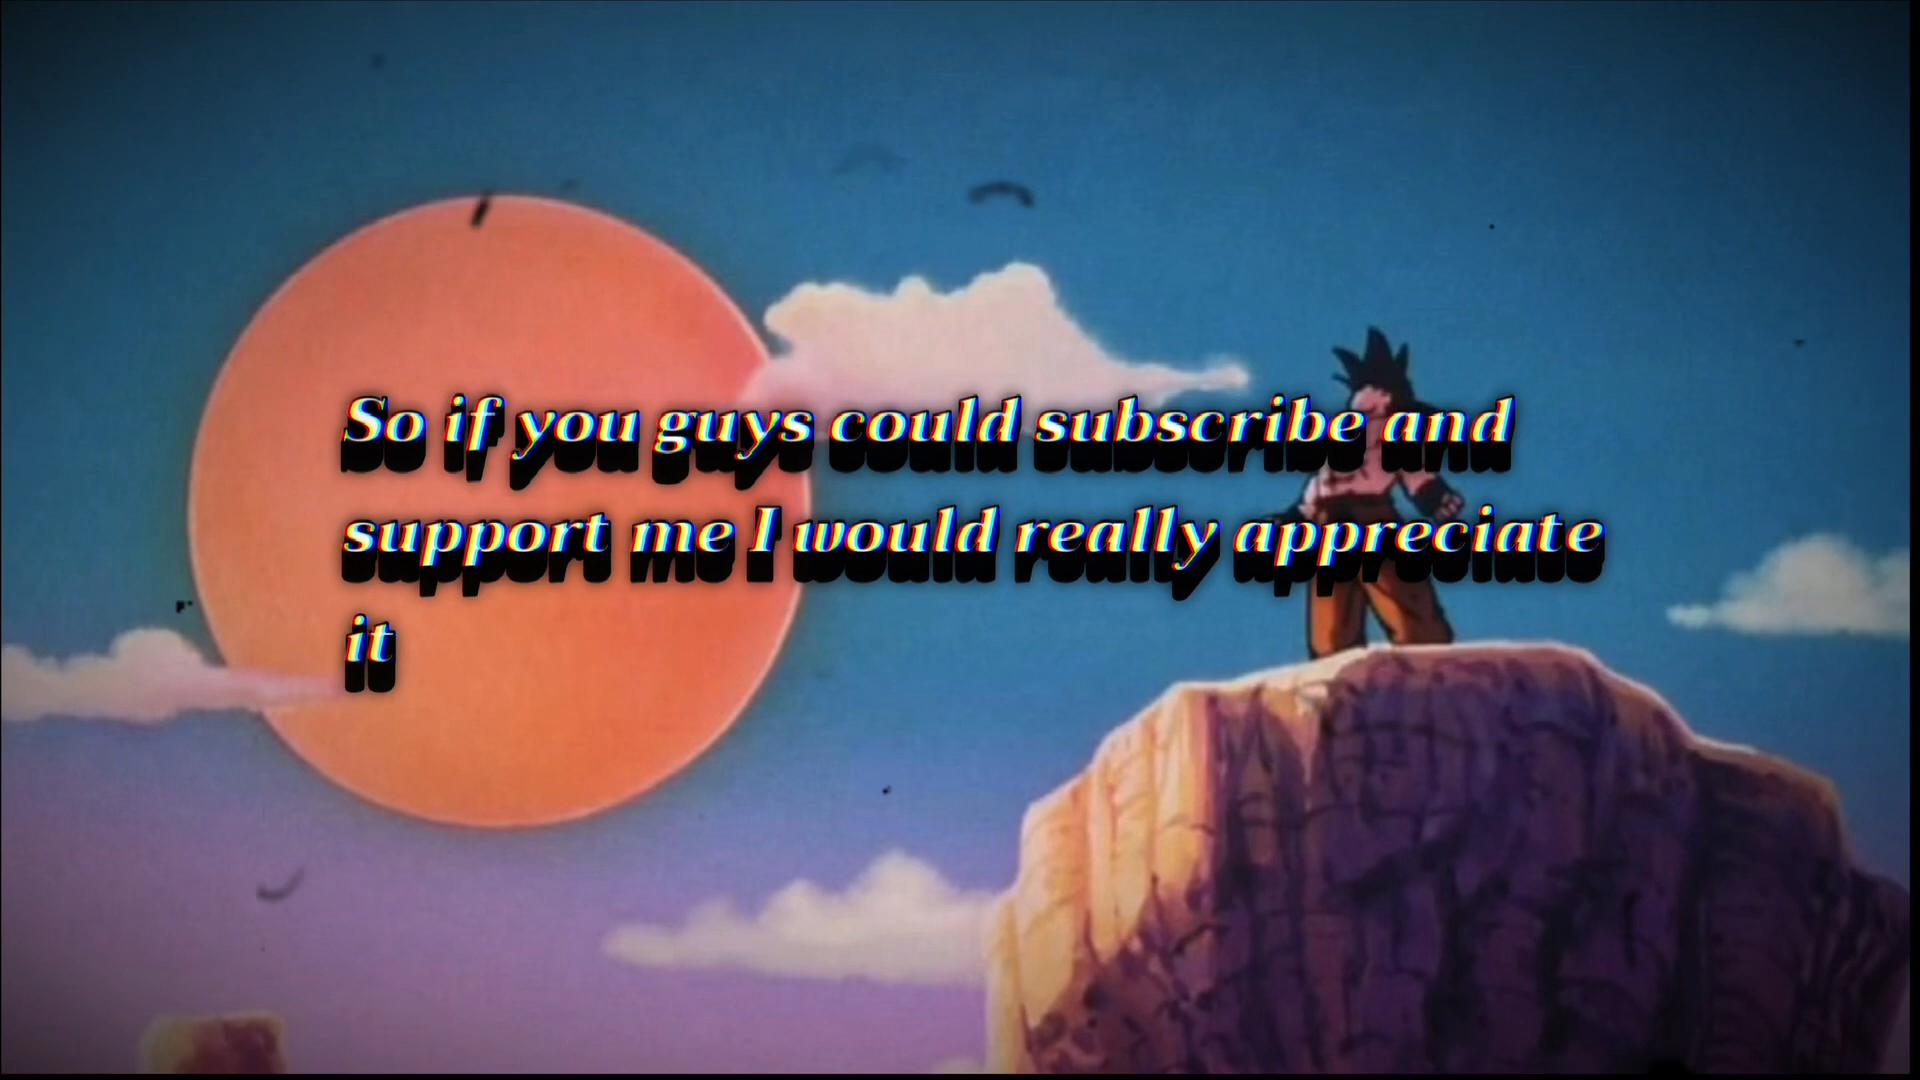 So if you guys could subscribe and
support me I would really appreciate
it